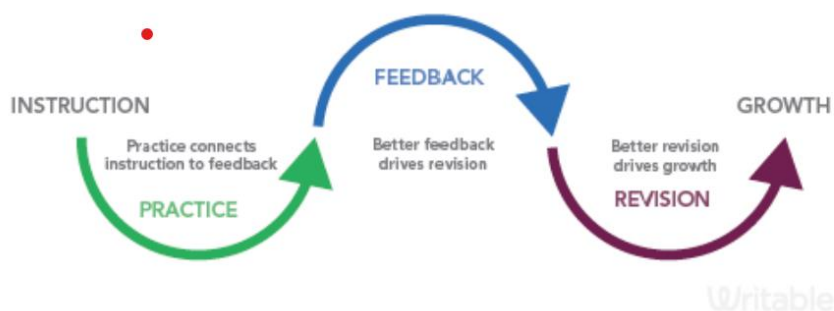 INSTRUCTION
Practice connects
instruction to feedback
PRACTICE
FEEDBACK
Better feedback
drives revision
Better revision
drives growth
REVISION
GROWTH
Writable